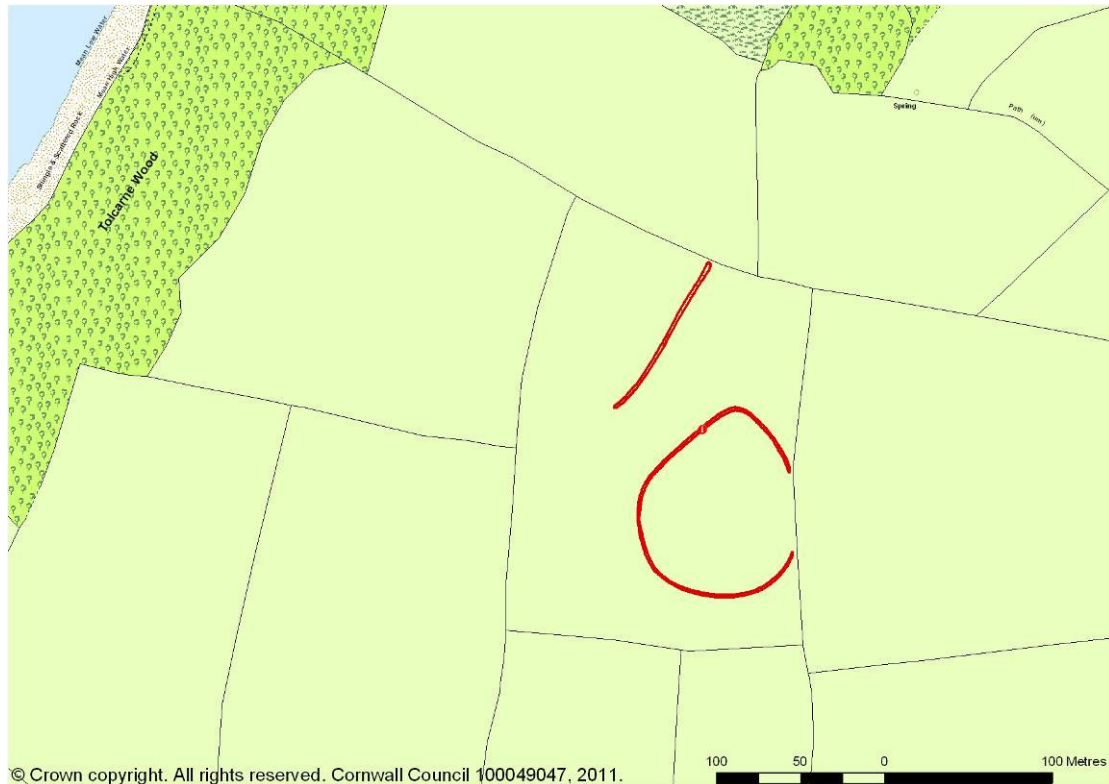 Mean Low Water
Mean High Water
Shingle & Scattered Rock
Tolcarne Wood
Spring
Path (um)
100 50 0 100 Metres
© Crown copyright. All rights reserved. Cornwall Council 100049047, 2011.